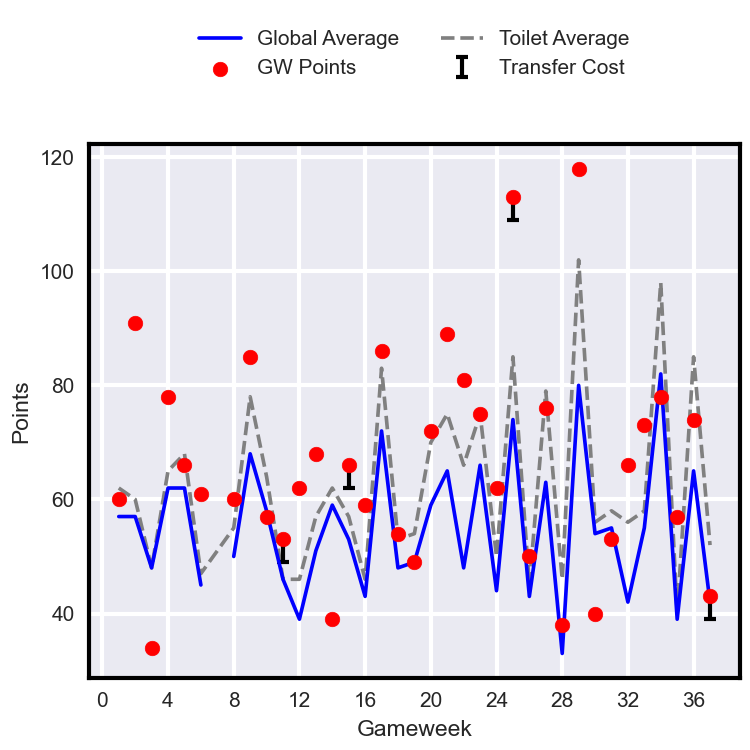 Global Average
Toilet Average
GW Points
Transfer Cost
120
100
80
60
40
Points
0 4 8 12 16 20 24 28 32 36
Gameweek